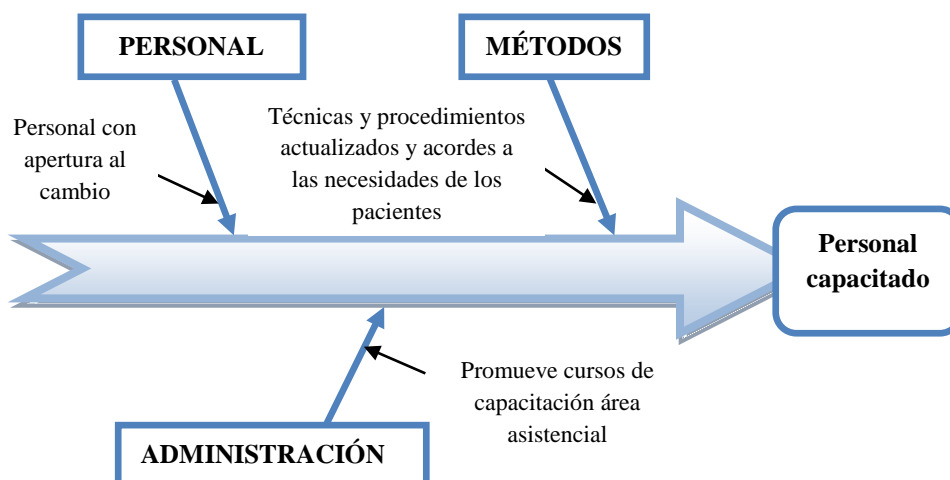 PERSONAL
MÉTODOS
Personal con
apertura al
cambio
Técnicas y procedimientos
actualizados y acordes a
las necesidades de los
pacientes
Personal
capacitado
Promueve cursos de
capacitación área
asistencial
ADMINISTRACIÓN